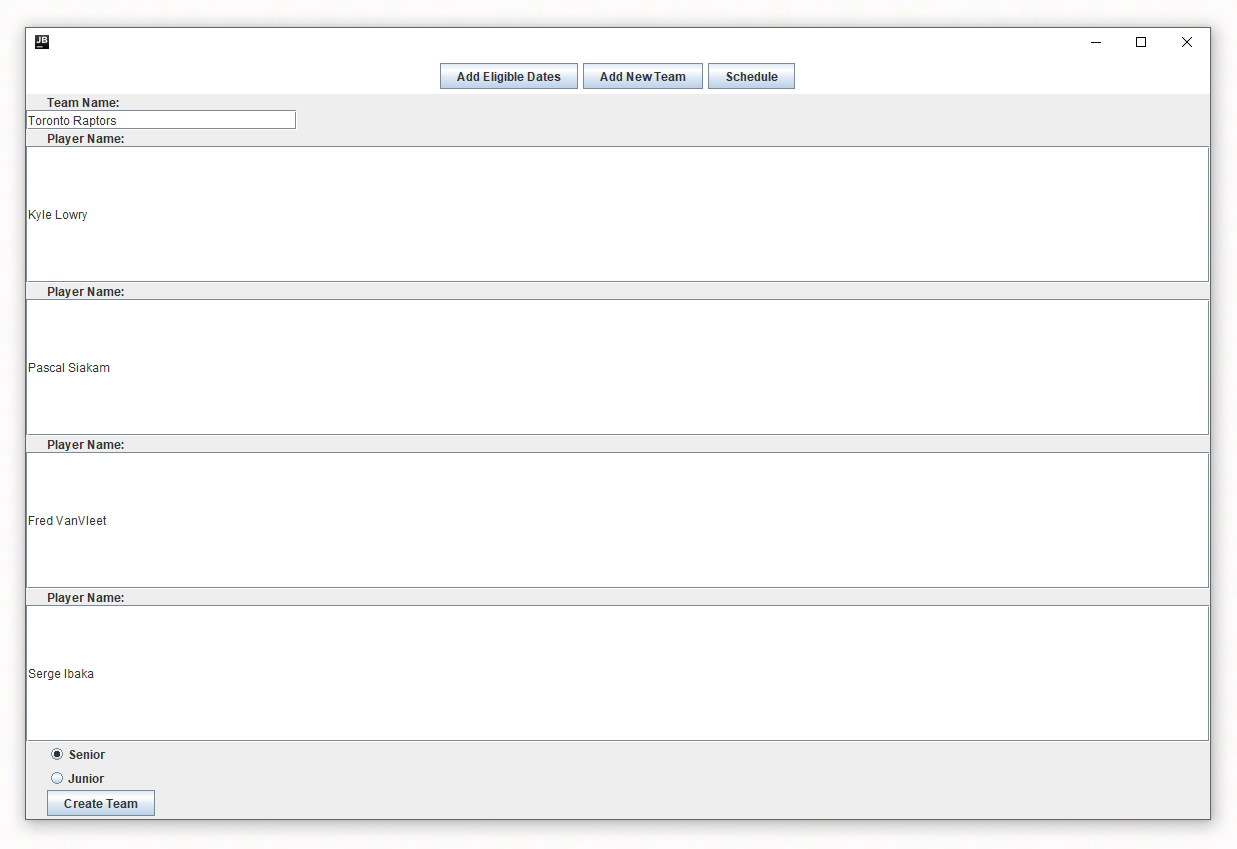 JB
Add Eligible Dates Add New Team Schedule
Team Name:
Toronto Raptors
Player Name:
Kyle Lowry
Player Name:
Pascal Siakam
Player Name:
Fred VanVleet
Player Name:
Serge Ibaka
Senior
Junior
Create Team